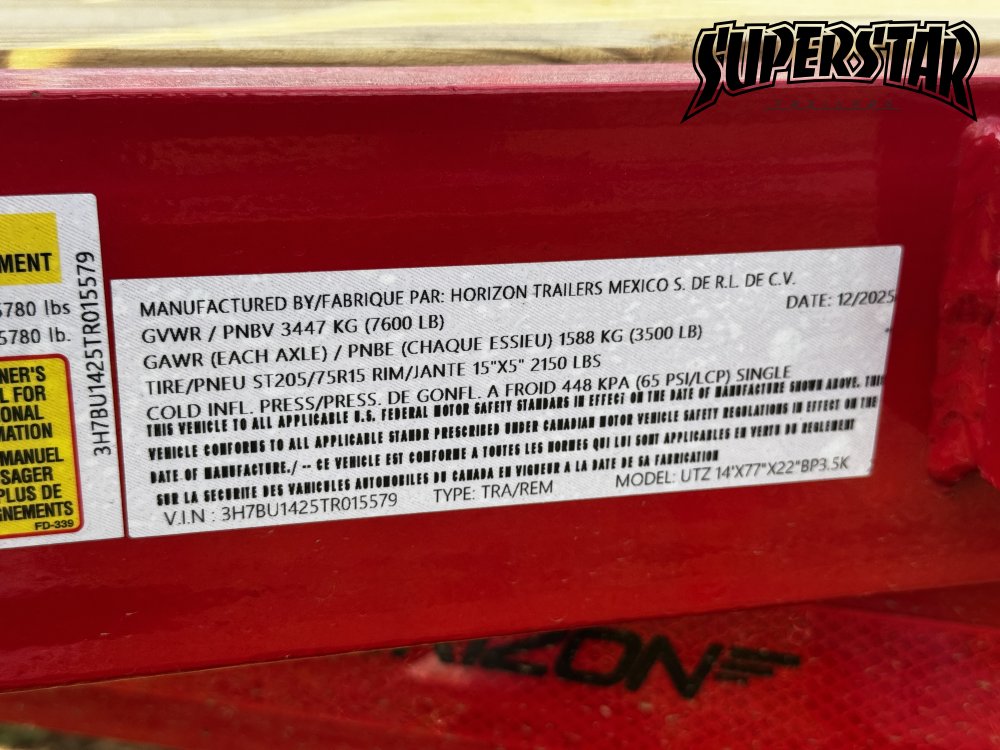 SUPERSTAR
TRAILERS
MENT
5780 lbs
5780 lb.
NER'S
L FOR
IONAL
MATION
MANUEL
SAGER
PLUS DE
GNEMENTS
FD-339
3H7BU1425TR015579
MANUFACTURED BY/FABRIQUE PAR: HORIZON TRAILERS MEXICO S. DE R.L. DE C.V.
DATE: 12/2025
GVWR / PNBV 3447 KG (7600 LB)
GAWR (EACH AXLE) / PNBE (CHAQUE ESSIEU) 1588 KG (3500 LB)
TIRE/PNEU ST205/75R15 RIM/JANTE 15"X5" 2150 LBS
COLD INFL. PRESS/PRESS. DE GONFL. A FROID 448 KPA (65 PSI/LCP) SINGLE
THIS VEHICLE TO ALL APPLICABLE U.S. FEDERAL MOTOR SAFETY STANDARS IN EFFECT ON THE DATE OF MANUFACTURE SHOWN ABOVE. THIS
VEHICLE CONFORMS TO ALL APPLICABLE STANDR PRESCRIBED UNDER CANADIAN MOTOR VEHICLE SAFETY REGULATIONS IN EFFECT ON THE
DATE OF MANUFACTURE./ -- CE VEHICLE EST CONFORME A TOUTES LES NORMES QUI LUI SONT APPLICABLES EN VERTU DU REGLEMENT
SUR LA SECURITE DES VAHICULES AUTOMOBILES DU CANADA EN VIGUEUR A LA DATE DE SA FABRICATION
V.I.N : 3H7BU1425TR015579 TYPE: TRA/REM MODEL: UTZ 14'X77"X22"BP3.5K
RIZON